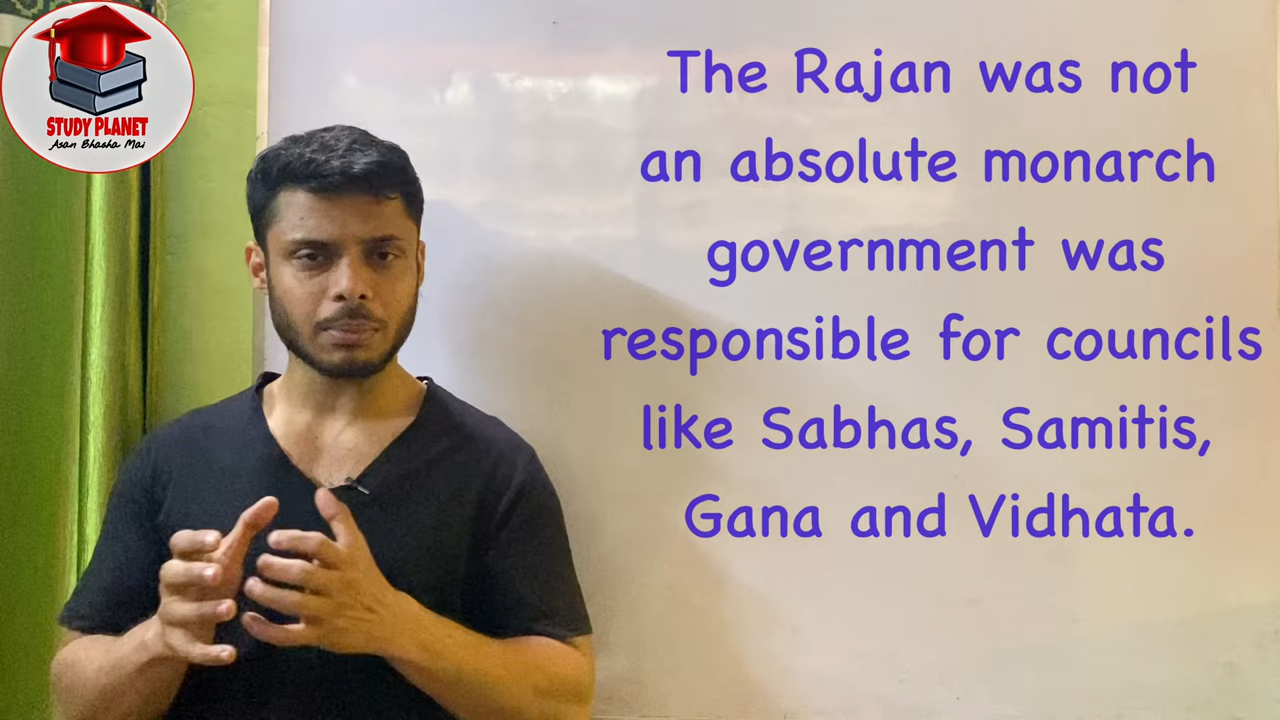 STUDY PLANET
Asan Bhasha Mai
The Rajan was not
an absolute monarch
government was
responsible for councils
like Sabhas, Samitis,
Gana and Vidhata.